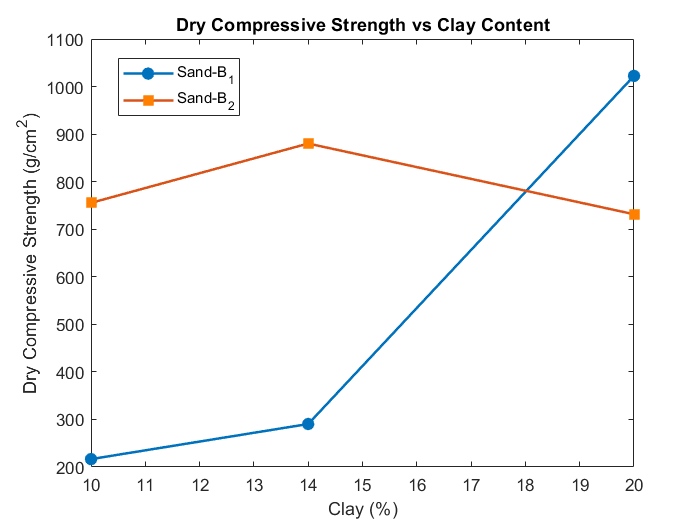 Dry Compressive Strength vs Clay Content
1100
1000
900
800
700
600
500
400
300
200
Dry Compressive Strength (g/cm²)
Sand-B₁
Sand-B₂
10 11 12 13 14 15 16 17 18 19 20
Clay (%)